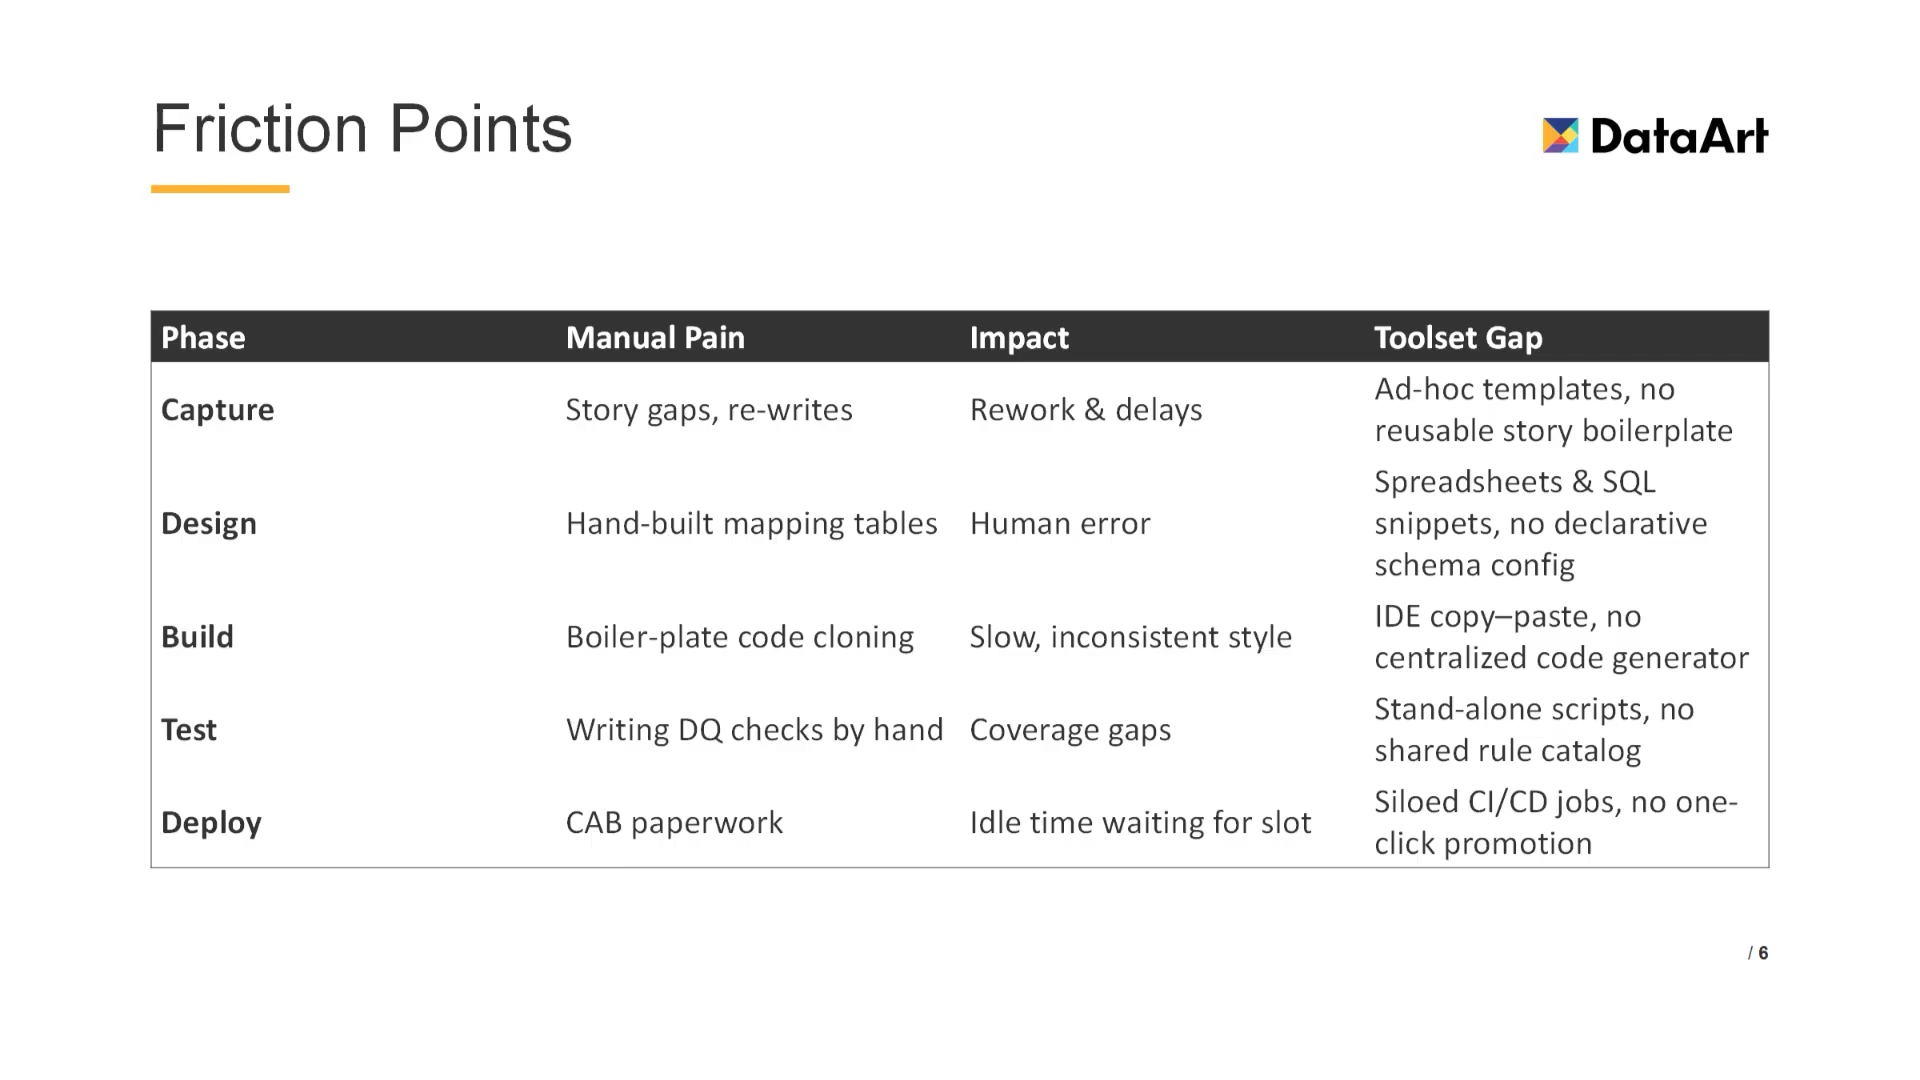 Friction Points
DataArt
Phase Manual Pain Impact Toolset Gap
Capture Story gaps, re-writes Rework & delays Ad-hoc templates, no
reusable story boilerplate
Design Hand-built mapping tables Human error Spreadsheets & SQL
snippets, no declarative
schema config
Build Boiler-plate code cloning Slow, inconsistent style IDE copy–paste, no
centralized code generator
Test Writing DQ checks by hand Coverage gaps Stand-alone scripts, no
shared rule catalog
Deploy CAB paperwork Idle time waiting for slot Siloed CI/CD jobs, no one-
click promotion
/ 6